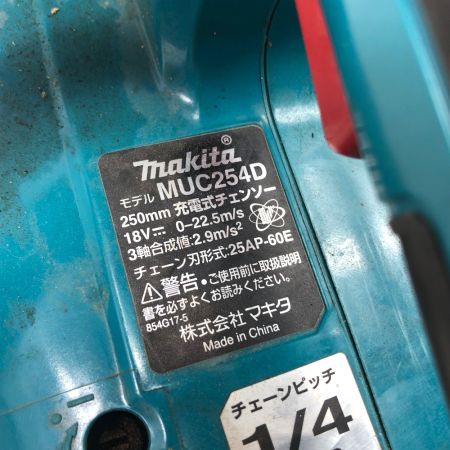 makita®
モデル MUC254D
250mm 充電式チェンソー
18V⎓ 0-22.5m/s
3軸合成値:2.9m/s²
チェーン刃形式:25AP-60E
⚠警告・ご使用前に取扱説明
書を必ずよくお読みください。
854G17-5
株式会社マキタ
Made in China
チェーンピッチ
1/4